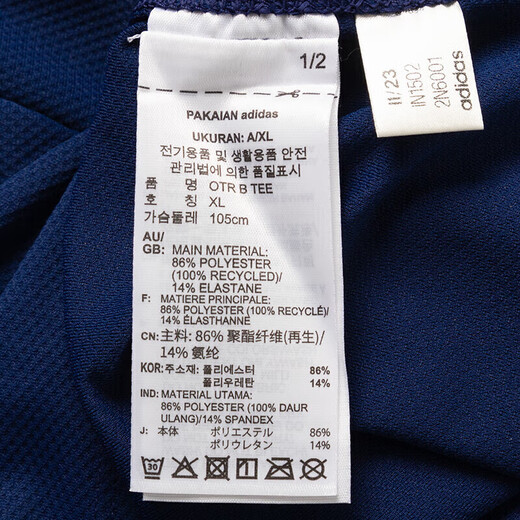 1/2
PAKAIAN adidas
UKURAN: A/XL
전기용품 및 생활용품 안전
관리법에 의한 품질표시
품 명 OTR B TEE
호 칭 XL
가슴둘레 105cm
AU/
GB: MAIN MATERIAL:
86% POLYESTER
(100% RECYCLED)/
14% ELASTANE
F: MATIERE PRINCIPALE:
86% POLYESTER (100% RECYCLÉ)/
14% ÉLASTHANNE
CN: 主料: 86% 聚酯纤维(再生)/
14% 氨纶
KOR: 주소재: 폴리에스터 86%
폴리우레탄 14%
IND: MATERIAL UTAMA:
86% POLYESTER (100% DAUR
ULANG)/14% SPANDEX
J: 本体 ポリエステル 86%
ポリウレタン 14%
30
11/23
IN1502
2N6001
adidas